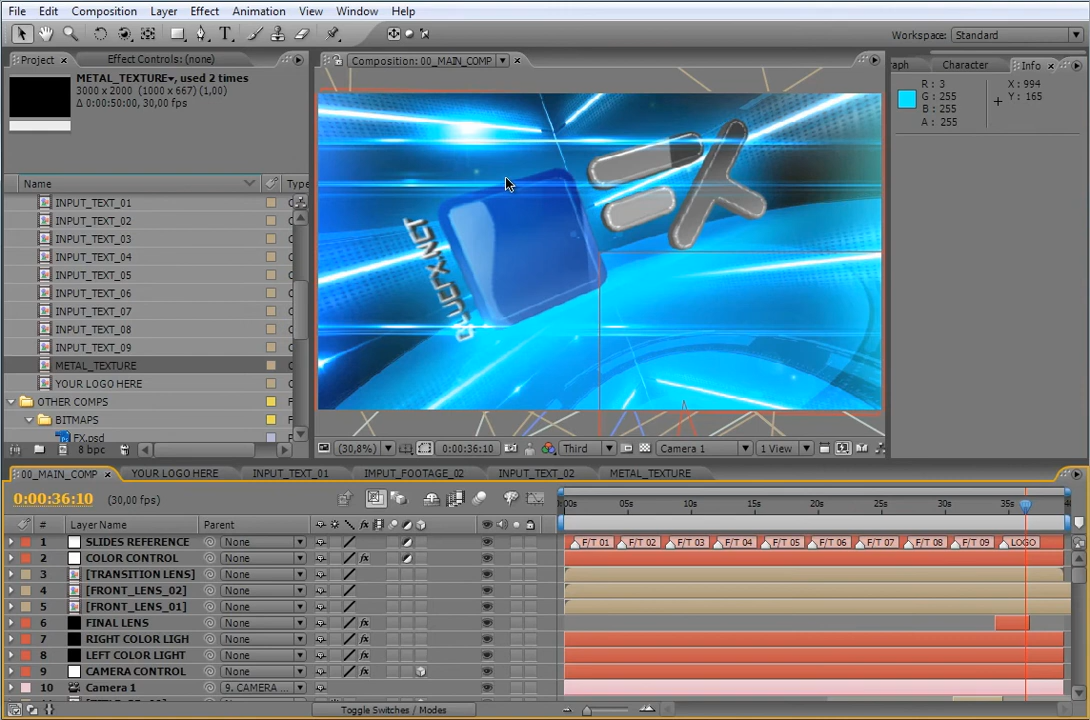 File Edit Composition Layer Effect Animation View Window Help
Workspace: Standard
Project Effect Controls: (none)
METAL_TEXTURE, used 2 times
3000 x 2000 (1000 x 667) (1,00)
Δ 0:00:50:00, 30,00 fps
Name Type
INPUT_TEXT_01
INPUT_TEXT_02
INPUT_TEXT_03
INPUT_TEXT_04
INPUT_TEXT_05
INPUT_TEXT_06
INPUT_TEXT_07
INPUT_TEXT_08
INPUT_TEXT_09
METAL_TEXTURE
YOUR LOGO HERE
OTHER COMPS
BITMAPS
FX.psd
8 bpc
Composition: 00_MAIN_COMP
(30,8%) 0:00:36:10 Third Camera 1 1 View
raph Character Info
R : 3
G : 255
B : 255
A : 255
X : 994
Y : 165
00_MAIN_COMP YOUR LOGO HERE INPUT_TEXT_01 IMPUT_FOOTAGE_02 INPUT_TEXT_02 METAL_TEXTURE
0:00:36:10 (30,00 fps)
:00s 05s 10s 15s 20s 25s 30s 35s 4
# Layer Name Parent
1 SLIDES REFERENCE None F/T 01 F/T 02 F/T 03 F/T 04 F/T 05 F/T 06 F/T 07 F/T 08 F/T 09 LOGO
2 COLOR CONTROL fx None
3 [TRANSITION LENS] None
4 [FRONT_LENS_02] None
5 [FRONT_LENS_01] None
6 FINAL LENS None fx
7 RIGHT COLOR LIGH None fx
8 LEFT COLOR LIGHT None fx
9 CAMERA CONTROL None fx
10 Camera 1 9. CAMERA ...
Toggle Switches / Modes